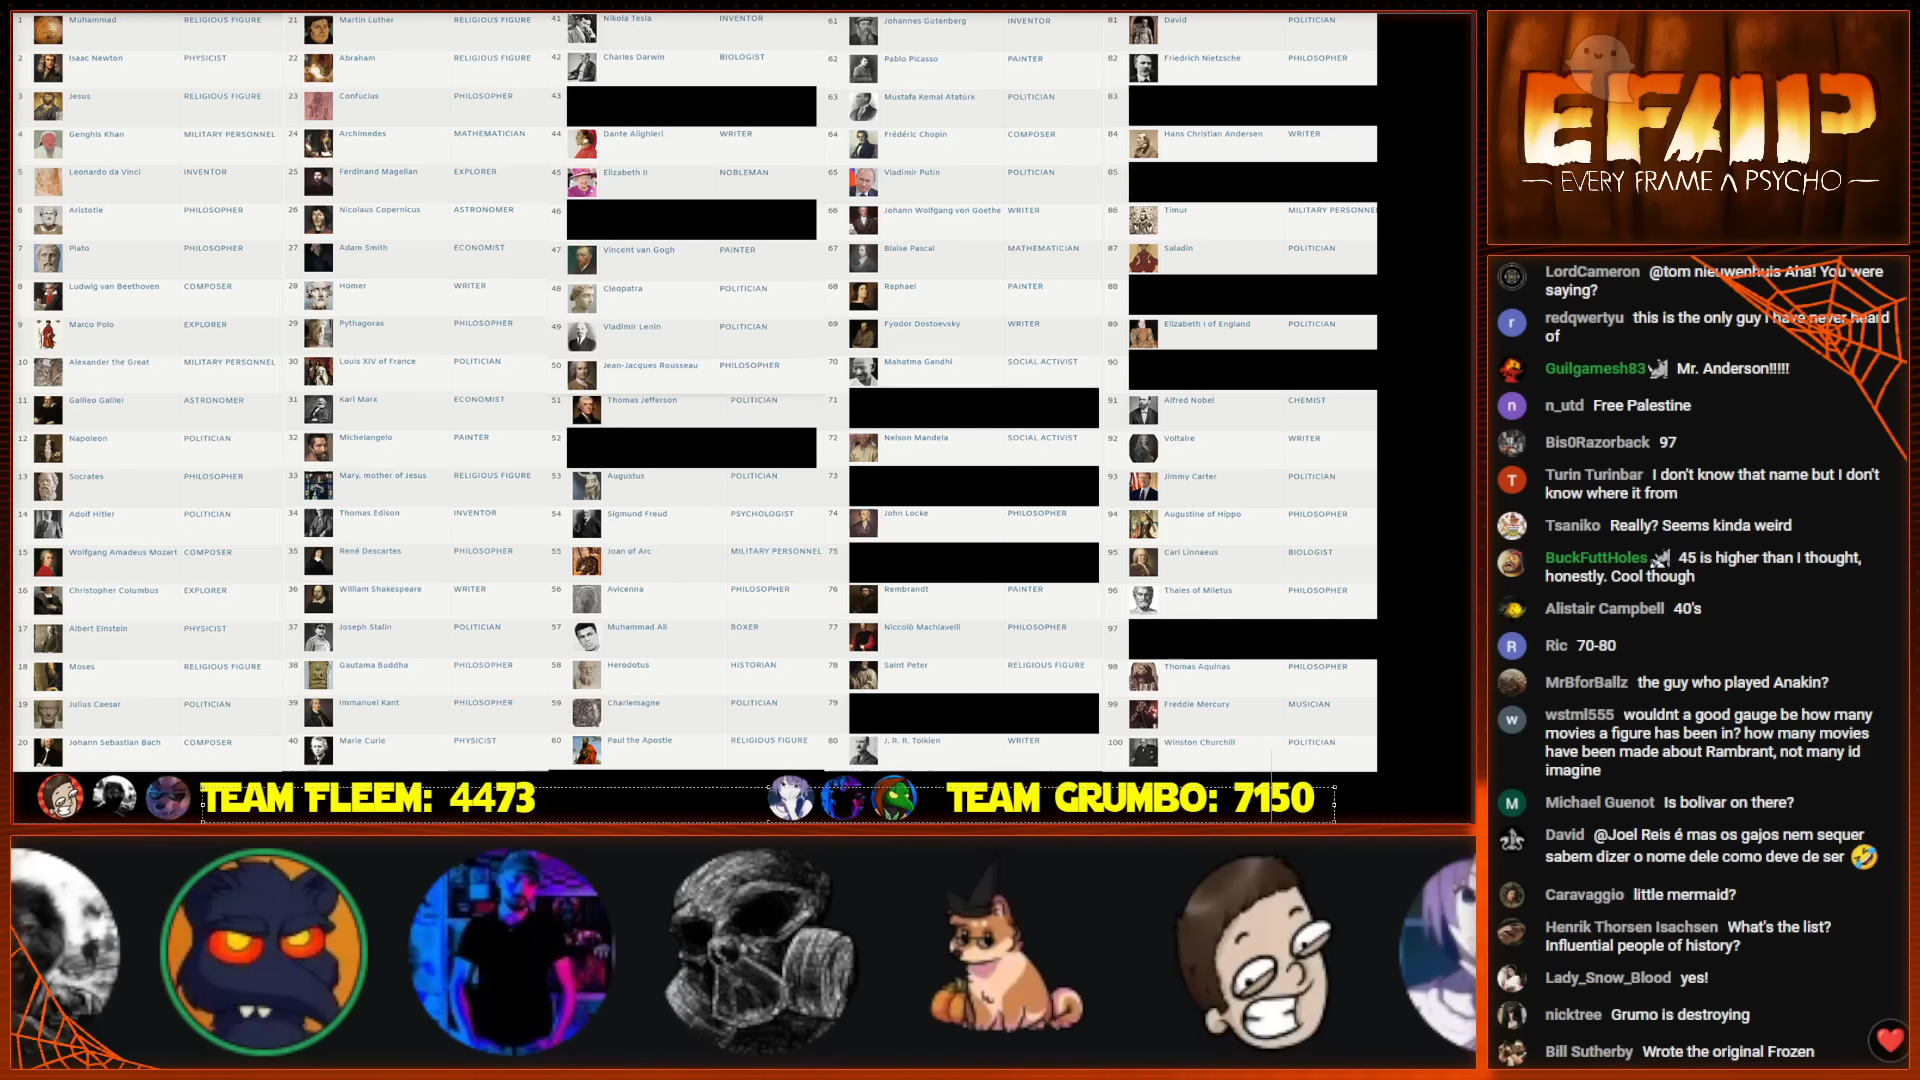 1 Muhammad RELIGIOUS FIGURE
2 Isaac Newton PHYSICIST
3 Jesus RELIGIOUS FIGURE
4 Genghis Khan MILITARY PERSONNEL
5 Leonardo da Vinci INVENTOR
6 Aristotle PHILOSOPHER
7 Plato PHILOSOPHER
8 Ludwig van Beethoven COMPOSER
9 Marco Polo EXPLORER
10 Alexander the Great MILITARY PERSONNEL
11 Galileo Galilei ASTRONOMER
12 Napoleon POLITICIAN
13 Socrates PHILOSOPHER
14 Adolf Hitler POLITICIAN
15 Wolfgang Amadeus Mozart COMPOSER
16 Christopher Columbus EXPLORER
17 Albert Einstein PHYSICIST
18 Moses RELIGIOUS FIGURE
19 Julius Caesar POLITICIAN
20 Johann Sebastian Bach COMPOSER
21 Martin Luther RELIGIOUS FIGURE
22 Abraham RELIGIOUS FIGURE
23 Confucius PHILOSOPHER
24 Archimedes MATHEMATICIAN
25 Ferdinand Magellan EXPLORER
26 Nicolaus Copernicus ASTRONOMER
27 Adam Smith ECONOMIST
28 Homer WRITER
29 Pythagoras PHILOSOPHER
30 Louis XIV of France POLITICIAN
31 Karl Marx ECONOMIST
32 Michelangelo PAINTER
33 Mary, mother of Jesus RELIGIOUS FIGURE
34 Thomas Edison INVENTOR
35 René Descartes PHILOSOPHER
36 William Shakespeare WRITER
37 Joseph Stalin POLITICIAN
38 Gautama Buddha PHILOSOPHER
39 Immanuel Kant PHILOSOPHER
40 Marie Curie PHYSICIST
41 Nikola Tesla INVENTOR
42 Charles Darwin BIOLOGIST
43
44 Dante Alighieri WRITER
45 Elizabeth II NOBLEMAN
46
47 Vincent van Gogh PAINTER
48 Cleopatra POLITICIAN
49 Vladimir Lenin POLITICIAN
50 Jean-Jacques Rousseau PHILOSOPHER
51 Thomas Jefferson POLITICIAN
52
53 Augustus POLITICIAN
54 Sigmund Freud PSYCHOLOGIST
55 Joan of Arc MILITARY PERSONNEL
56 Avicenna PHILOSOPHER
57 Muhammad Ali BOXER
58 Herodotus HISTORIAN
59 Charlemagne POLITICIAN
60 Paul the Apostle RELIGIOUS FIGURE
61 Johannes Gutenberg INVENTOR
62 Pablo Picasso PAINTER
63 Mustafa Kemal Atatürk POLITICIAN
64 Frédéric Chopin COMPOSER
65 Vladimir Putin POLITICIAN
66 Johann Wolfgang von Goethe WRITER
67 Blaise Pascal MATHEMATICIAN
68 Raphael PAINTER
69 Fyodor Dostoevsky WRITER
70 Mahatma Gandhi SOCIAL ACTIVIST
71
72 Nelson Mandela SOCIAL ACTIVIST
73
74 John Locke PHILOSOPHER
75
76 Rembrandt PAINTER
77 Niccolò Machiavelli PHILOSOPHER
78 Saint Peter RELIGIOUS FIGURE
79
80 J. R. R. Tolkien WRITER
81 David POLITICIAN
82 Friedrich Nietzsche PHILOSOPHER
83
84 Hans Christian Andersen WRITER
85
86 Timur MILITARY PERSONNE
87 Saladin POLITICIAN
88
89 Elizabeth I of England POLITICIAN
90
91 Alfred Nobel CHEMIST
92 Voltaire WRITER
93 Jimmy Carter POLITICIAN
94 Augustine of Hippo PHILOSOPHER
95 Carl Linnaeus BIOLOGIST
96 Thales of Miletus PHILOSOPHER
97
98 Thomas Aquinas PHILOSOPHER
99 Freddie Mercury MUSICIAN
100 Winston Churchill POLITICIAN
TEAM FLEEM: 4473
TEAM GRUMBO: 7150
EFAP
EVERY FRAME A PSYCHO
LordCameron @tom nieuwenhuis Aha! You were
saying?
r
redqwertyu this is the only guy I have never heard
of
Guilgamesh83 Mr. Anderson!!!!!
n
n_utd Free Palestine
Bis0Razorback 97
T
Turin Turinbar I don't know that name but I don't
know where it from
Tsaniko Really? Seems kinda weird
BuckFuttHoles 45 is higher than I thought,
honestly. Cool though
Alistair Campbell 40's
R
Ric 70-80
MrBforBallz the guy who played Anakin?
w
wstml555 wouldnt a good gauge be how many
movies a figure has been in? how many movies
have been made about Rambrant, not many id
imagine
M
Michael Guenot Is bolivar on there?
David @Joel Reis é mas os gajos nem sequer
sabem dizer o nome dele como deve de ser 🤣
Caravaggio little mermaid?
Henrik Thorsen Isachsen What's the list?
Influential people of history?
Lady_Snow_Blood yes!
nicktree Grumo is destroying
Bill Sutherby Wrote the original Frozen